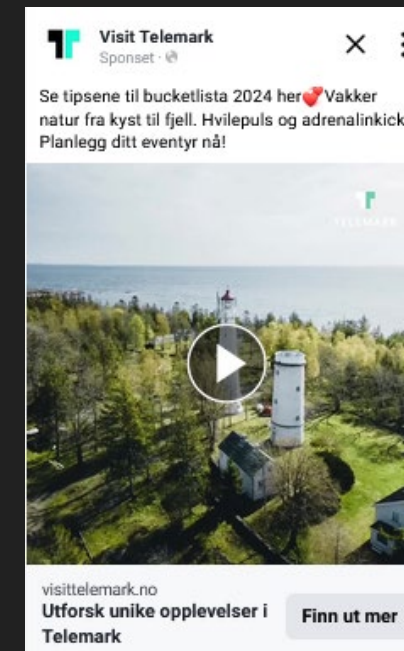 Visit Telemark
Sponset
Se tipsene til bucketlista 2024 her💕Vakker
natur fra kyst til fjell. Hvilepuls og adrenalinkick
Planlegg ditt eventyr nå!
TELEMARK
visittelemark.no
Utforsk unike opplevelser i
Telemark
Finn ut mer